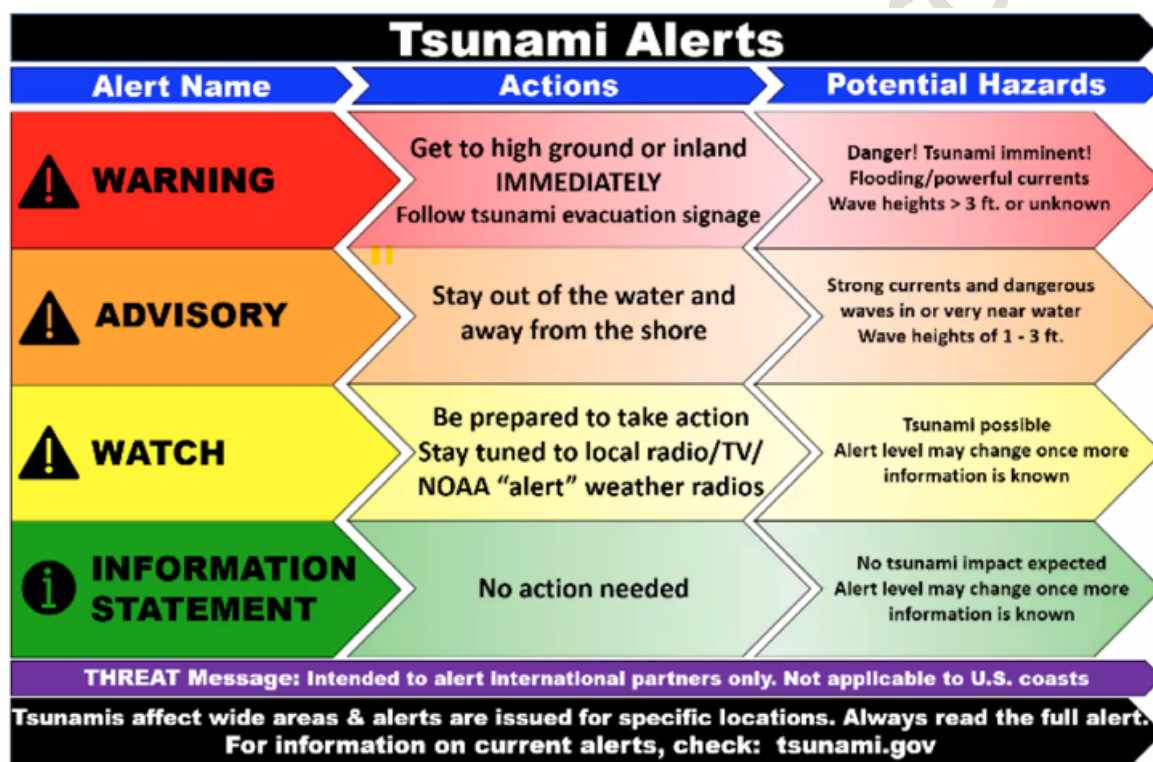 Tsunami Alerts
Alert Name
Actions
Potential Hazards
WARNING
Get to high ground or inland
IMMEDIATELY
Follow tsunami evacuation signage
Danger! Tsunami imminent!
Flooding/powerful currents
Wave heights > 3 ft. or unknown
ADVISORY
Stay out of the water and
away from the shore
Strong currents and dangerous
waves in or very near water
Wave heights of 1 - 3 ft.
WATCH
Be prepared to take action
Stay tuned to local radio/TV/
NOAA “alert” weather radios
Tsunami possible
Alert level may change once more
information is known
INFORMATION
STATEMENT
No action needed
No tsunami impact expected
Alert level may change once more
information is known
THREAT Message: Intended to alert international partners only. Not applicable to U.S. coasts
Tsunamis affect wide areas & alerts are issued for specific locations. Always read the full alert.
For information on current alerts, check: tsunami.gov